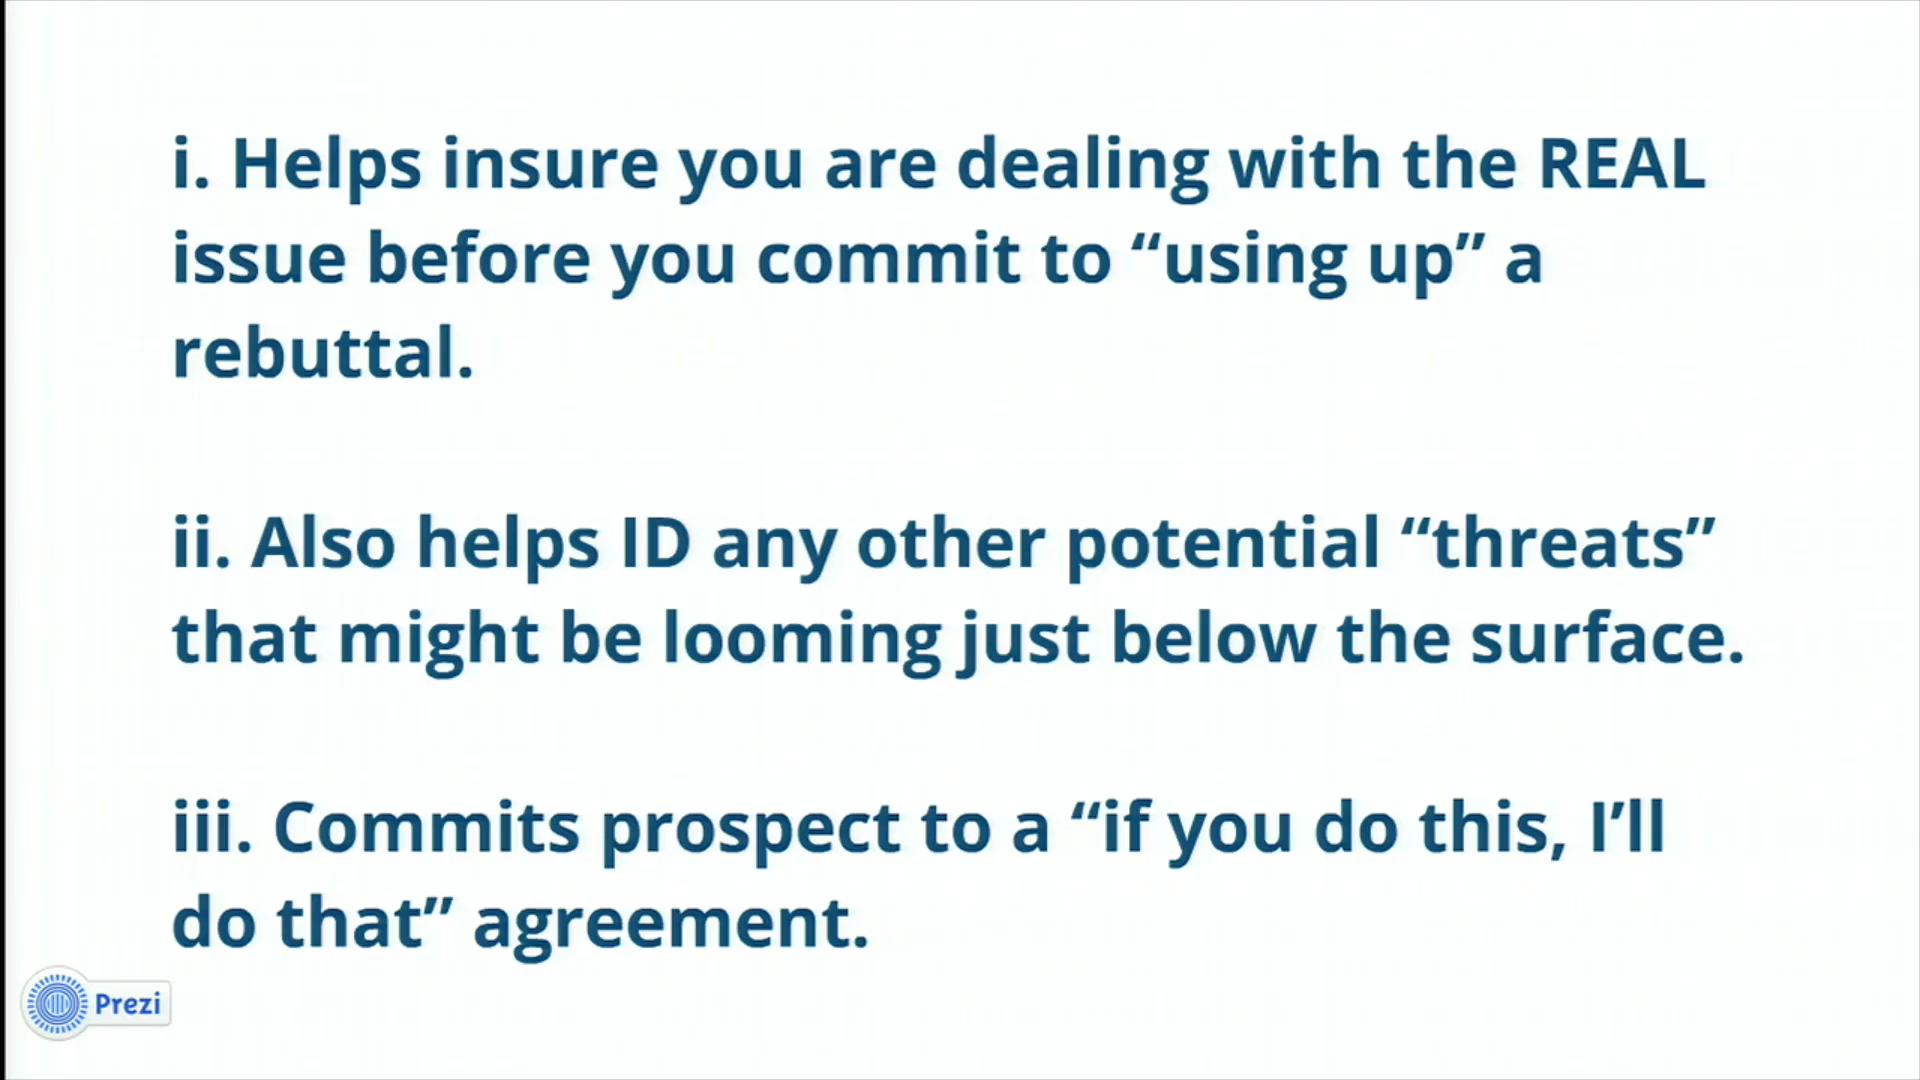 i. Helps insure you are dealing with the REAL
issue before you commit to “using up” a
rebuttal.
ii. Also helps ID any other potential “threats”
that might be looming just below the surface.
iii. Commits prospect to a “if you do this, I’ll
do that” agreement.
Prezi